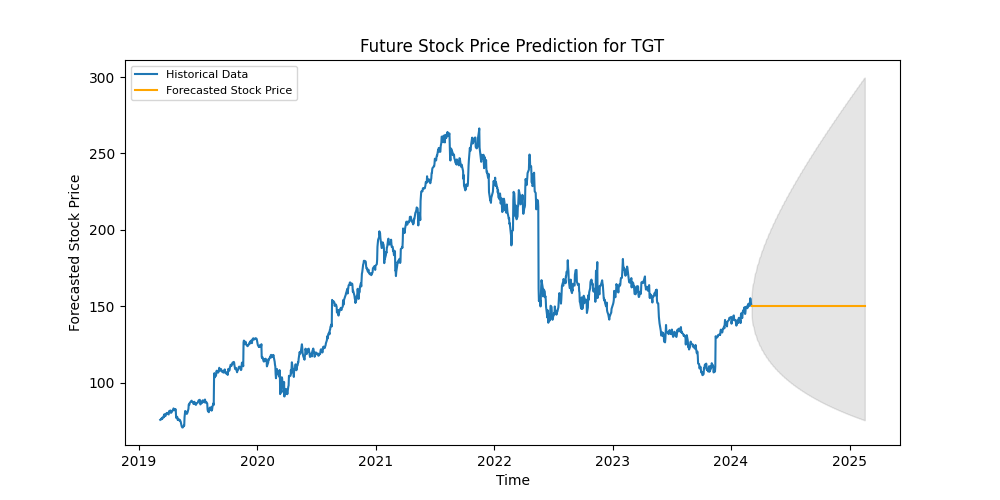 Future Stock Price Prediction for TGT
Historical Data
Forecasted Stock Price
Forecasted Stock Price
300
250
200
150
100
2019 2020 2021 2022 2023 2024 2025
Time